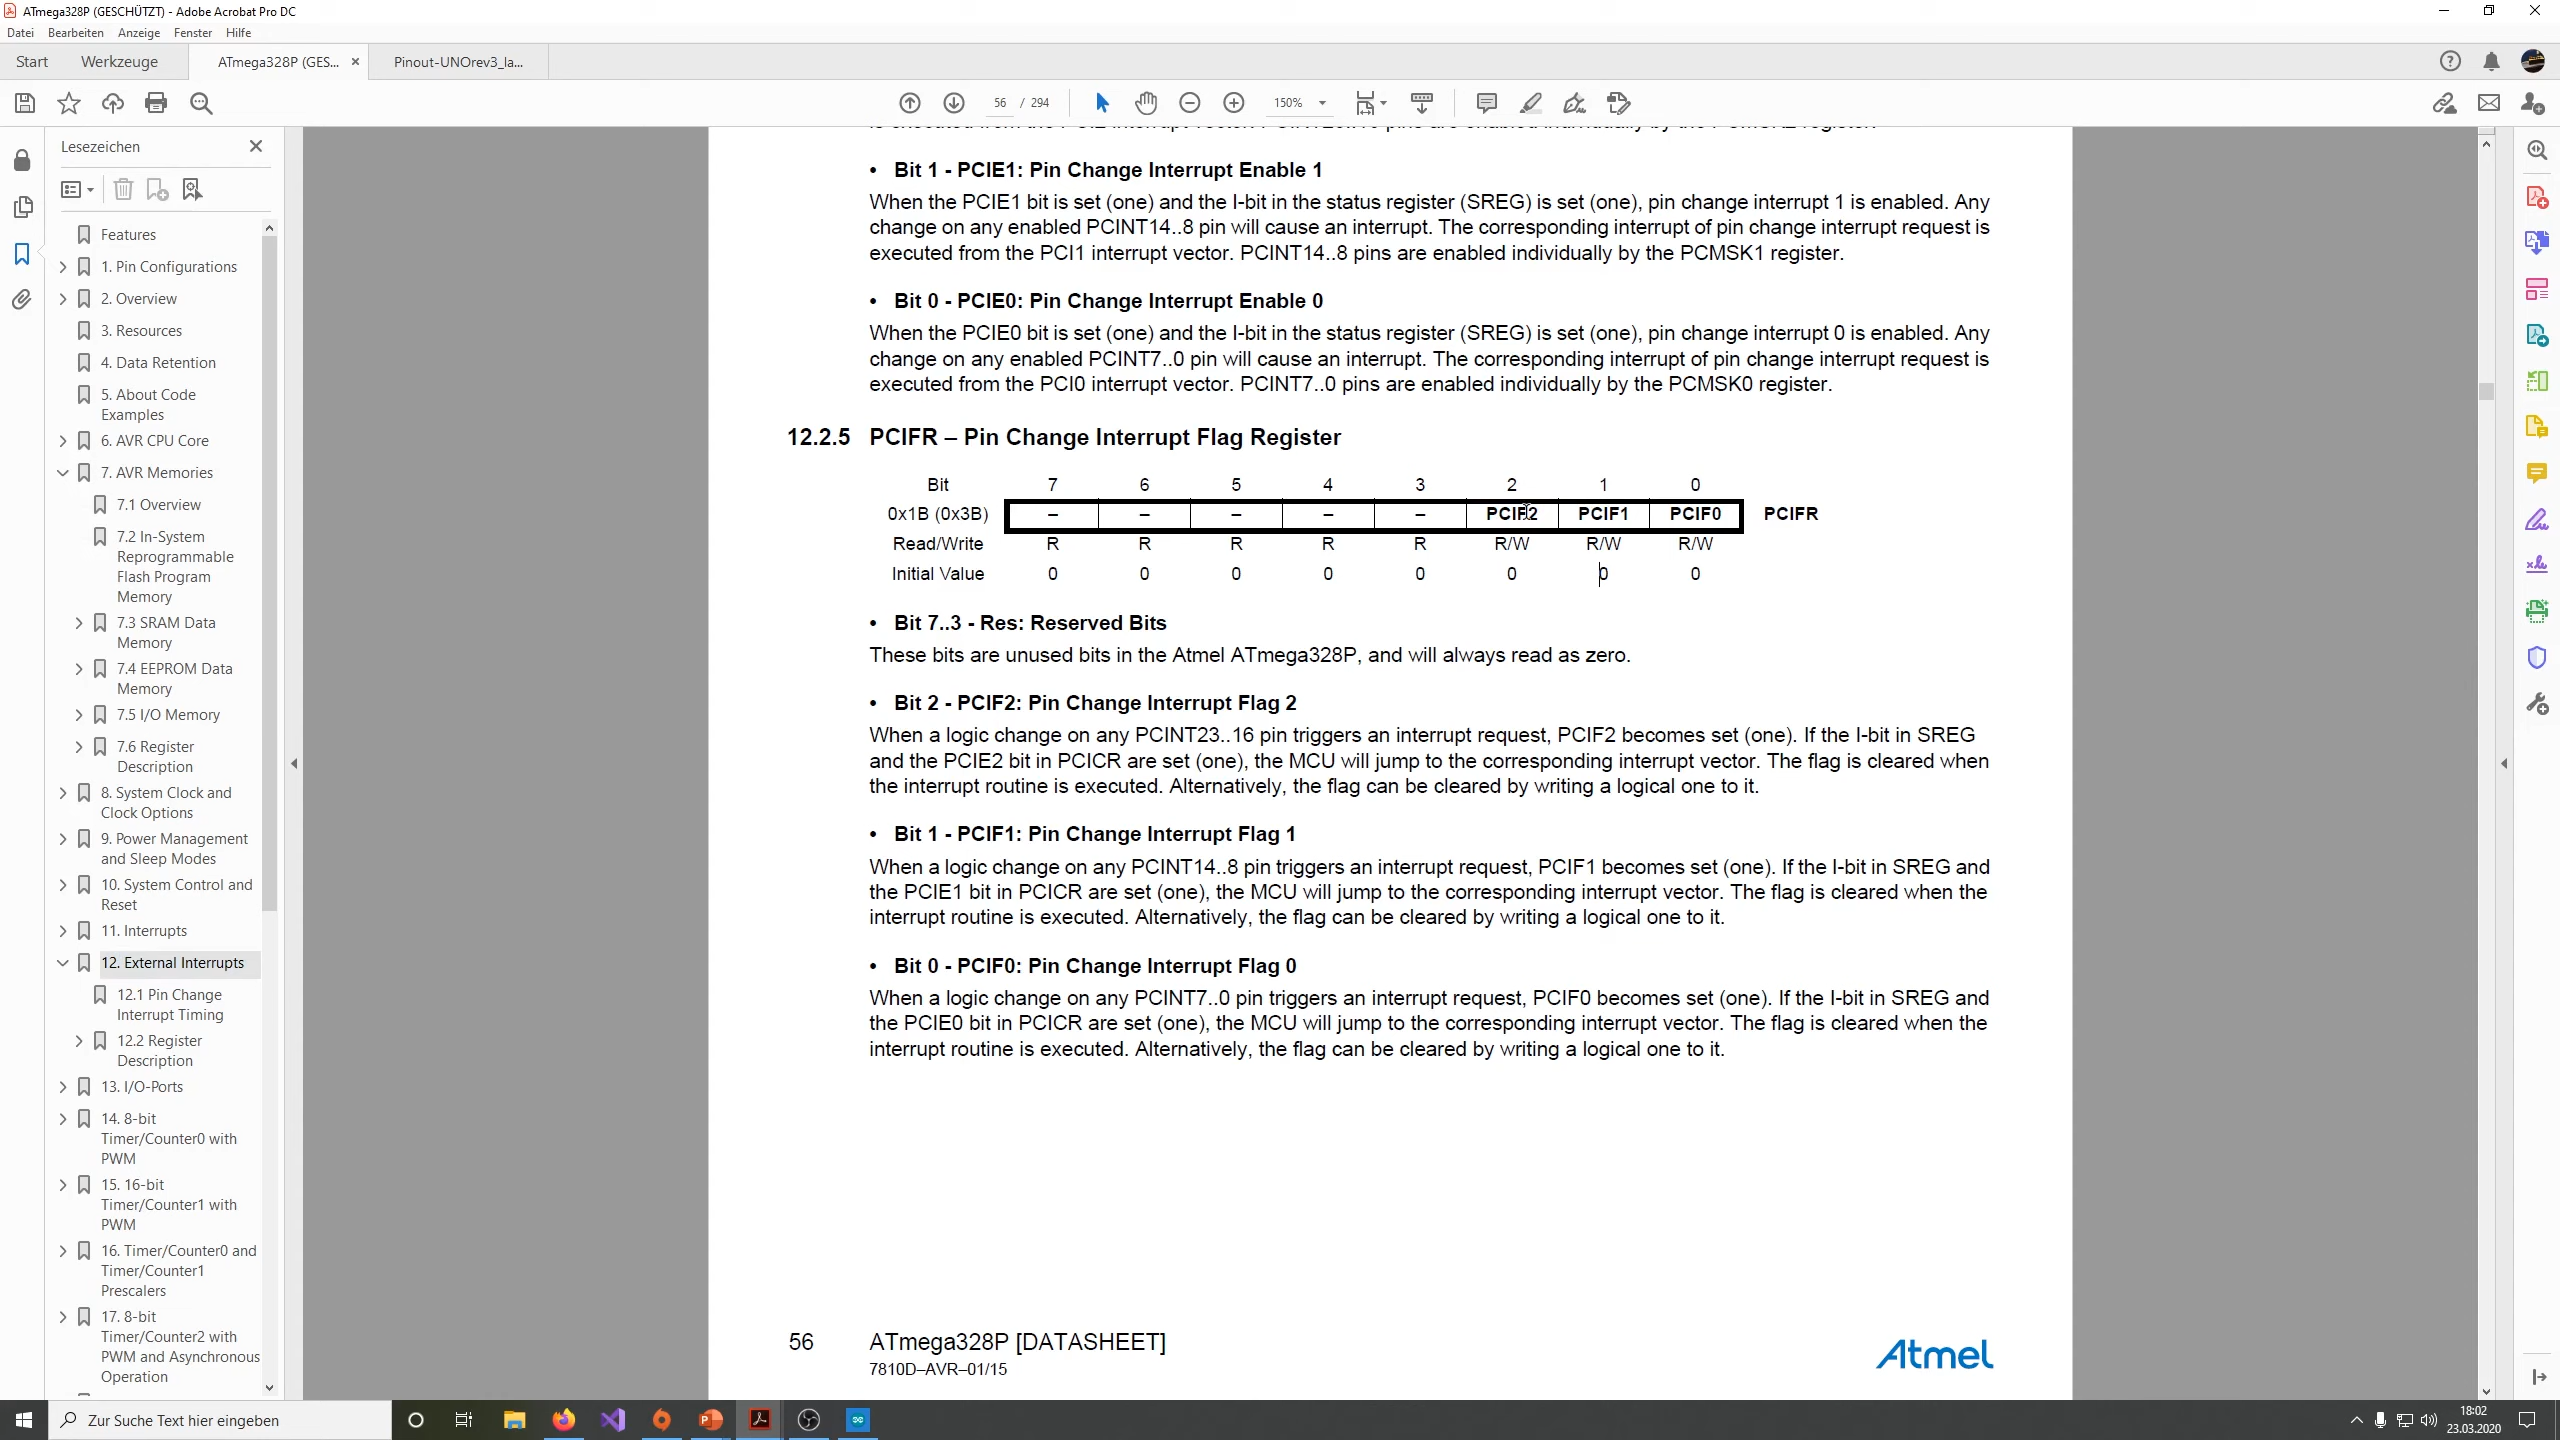 ATmega328P (GESCHÜTZT) - Adobe Acrobat Pro DC
Datei Bearbeiten Anzeige Fenster Hilfe
Start Werkzeuge ATmega328P (GES... × Pinout-UNOrev3_la...
56 / 294 150%
Lesezeichen
Features
1. Pin Configurations
2. Overview
3. Resources
4. Data Retention
5. About Code
Examples
6. AVR CPU Core
7. AVR Memories
7.1 Overview
7.2 In-System
Reprogrammable
Flash Program
Memory
7.3 SRAM Data
Memory
7.4 EEPROM Data
Memory
7.5 I/O Memory
7.6 Register
Description
8. System Clock and
Clock Options
9. Power Management
and Sleep Modes
10. System Control and
Reset
11. Interrupts
12. External Interrupts
12.1 Pin Change
Interrupt Timing
12.2 Register
Description
13. I/O-Ports
14. 8-bit
Timer/Counter0 with
PWM
15. 16-bit
Timer/Counter1 with
PWM
16. Timer/Counter0 and
Timer/Counter1
Prescalers
17. 8-bit
Timer/Counter2 with
PWM and Asynchronous
Operation
• Bit 1 - PCIE1: Pin Change Interrupt Enable 1
When the PCIE1 bit is set (one) and the I-bit in the status register (SREG) is set (one), pin change interrupt 1 is enabled. Any
change on any enabled PCINT14..8 pin will cause an interrupt. The corresponding interrupt of pin change interrupt request is
executed from the PCI1 interrupt vector. PCINT14..8 pins are enabled individually by the PCMSK1 register.
• Bit 0 - PCIE0: Pin Change Interrupt Enable 0
When the PCIE0 bit is set (one) and the I-bit in the status register (SREG) is set (one), pin change interrupt 0 is enabled. Any
change on any enabled PCINT7..0 pin will cause an interrupt. The corresponding interrupt of pin change interrupt request is
executed from the PCI0 interrupt vector. PCINT7..0 pins are enabled individually by the PCMSK0 register.
12.2.5 PCIFR – Pin Change Interrupt Flag Register
Bit 7 6 5 4 3 2 1 0
0x1B (0x3B) – – – – – PCIF2 PCIF1 PCIF0 PCIFR
Read/Write R R R R R R/W R/W R/W
Initial Value 0 0 0 0 0 0 0 0
• Bit 7..3 - Res: Reserved Bits
These bits are unused bits in the Atmel ATmega328P, and will always read as zero.
• Bit 2 - PCIF2: Pin Change Interrupt Flag 2
When a logic change on any PCINT23..16 pin triggers an interrupt request, PCIF2 becomes set (one). If the I-bit in SREG
and the PCIE2 bit in PCICR are set (one), the MCU will jump to the corresponding interrupt vector. The flag is cleared when
the interrupt routine is executed. Alternatively, the flag can be cleared by writing a logical one to it.
• Bit 1 - PCIF1: Pin Change Interrupt Flag 1
When a logic change on any PCINT14..8 pin triggers an interrupt request, PCIF1 becomes set (one). If the I-bit in SREG and
the PCIE1 bit in PCICR are set (one), the MCU will jump to the corresponding interrupt vector. The flag is cleared when the
interrupt routine is executed. Alternatively, the flag can be cleared by writing a logical one to it.
• Bit 0 - PCIF0: Pin Change Interrupt Flag 0
When a logic change on any PCINT7..0 pin triggers an interrupt request, PCIF0 becomes set (one). If the I-bit in SREG and
the PCIE0 bit in PCICR are set (one), the MCU will jump to the corresponding interrupt vector. The flag is cleared when the
interrupt routine is executed. Alternatively, the flag can be cleared by writing a logical one to it.
56 ATmega328P [DATASHEET]
7810D–AVR–01/15
Atmel
Zur Suche Text hier eingeben
18:02
23.03.2020